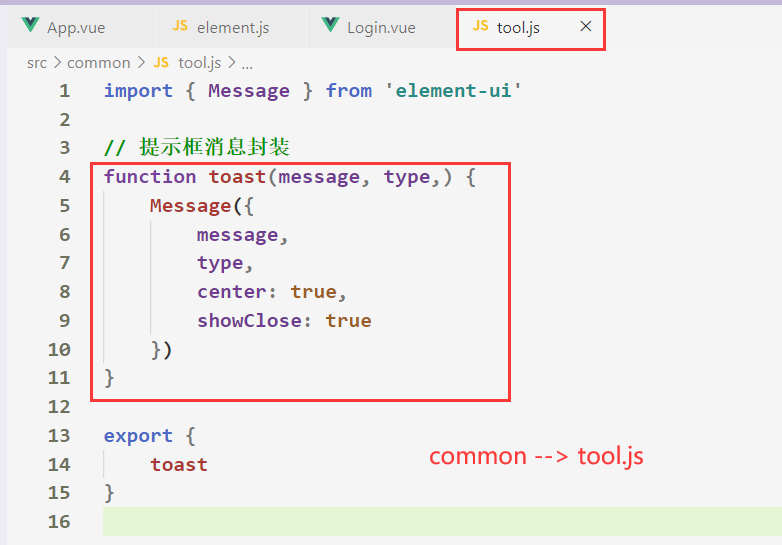 App.vue JS element.js Login.vue JS tool.js ×
src > common > JS tool.js > ...
1 import { Message } from 'element-ui'
2
3 // 提示框消息封装
4 function toast(message, type,) {
5 Message({
6 message,
7 type,
8 center: true,
9 showClose: true
10 })
11 }
12
13 export {
14 toast
15 }
16
common --> tool.js